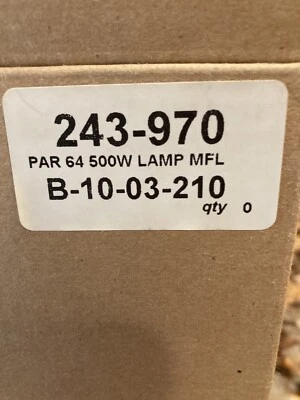 243-970
PAR 64 500W LAMP MFL
B-10-03-210
qty 0